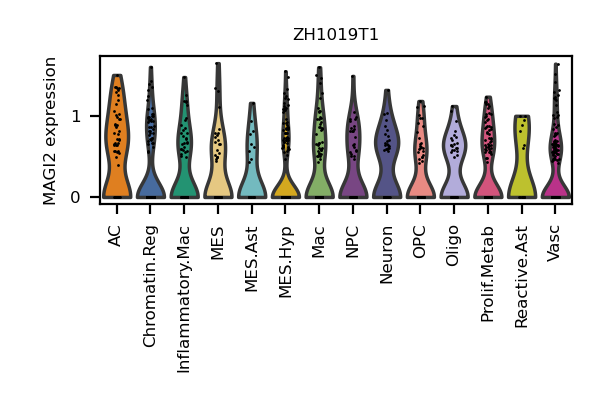 ZH1019T1
MAGI2 expression
1
0
AC
Chromatin.Reg
Inflammatory.Mac
MES
MES.Ast
MES.Hyp
Mac
NPC
Neuron
OPC
Oligo
Prolif.Metab
Reactive.Ast
Vasc